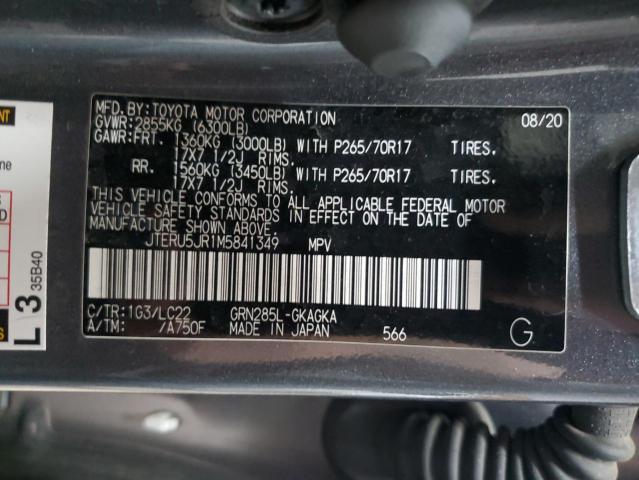 MFD.BY:TOYOTA MOTOR CORPORATION 08/20
GVWR:2855KG (6300LB)
GAWR:FRT. 1360KG (3000LB) WITH P265/70R17 TIRES.
17X7 1/2J RIMS.
RR. 1560KG (3450LB) WITH P265/70R17 TIRES.
17X7 1/2J RIMS.
THIS VEHICLE CONFORMS TO ALL APPLICABLE FEDERAL MOTOR
VEHICLE SAFETY STANDARDS IN EFFECT ON THE DATE OF
MANUFACTURE SHOWN ABOVE.
JTERU5JR1M5841349 MPV
C/TR:1G3/LC22 GRN285L-GKAGKA
A/TM: /A750F MADE IN JAPAN 566
G
L 3 35B40